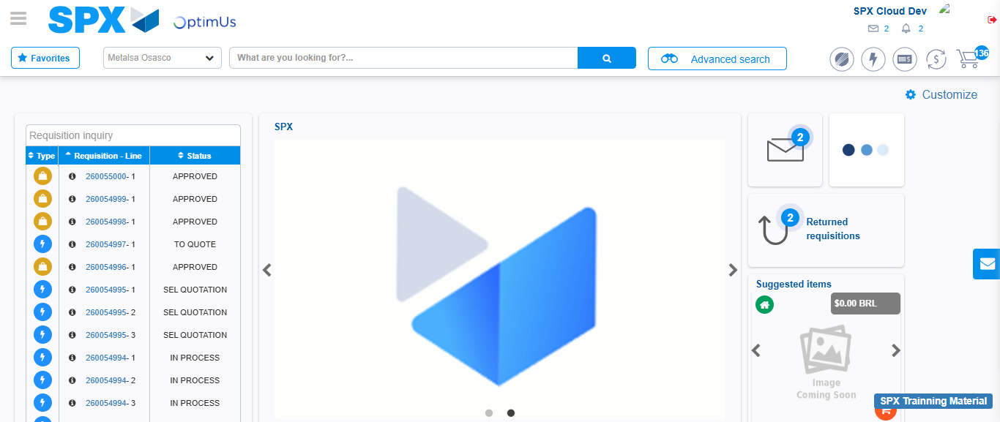 SPX OptimUs
SPX Cloud Dev
2 2
Favorites
Metalsa Osasco
What are you looking for?...
Advanced search
136
Customize
Requisition inquiry
Type Requisition - Line Status
260055000- 1 APPROVED
260054999- 1 APPROVED
260054998- 1 APPROVED
260054997- 1 TO QUOTE
260054996- 1 APPROVED
260054995- 1 SEL QUOTATION
260054995- 2 SEL QUOTATION
260054995- 3 SEL QUOTATION
260054994- 1 IN PROCESS
260054994- 2 IN PROCESS
260054994- 3 IN PROCESS
SPX
2
2
Returned
requisitions
Suggested items
$0.00 BRL
Image
Coming Soon
SPX Trainning Material